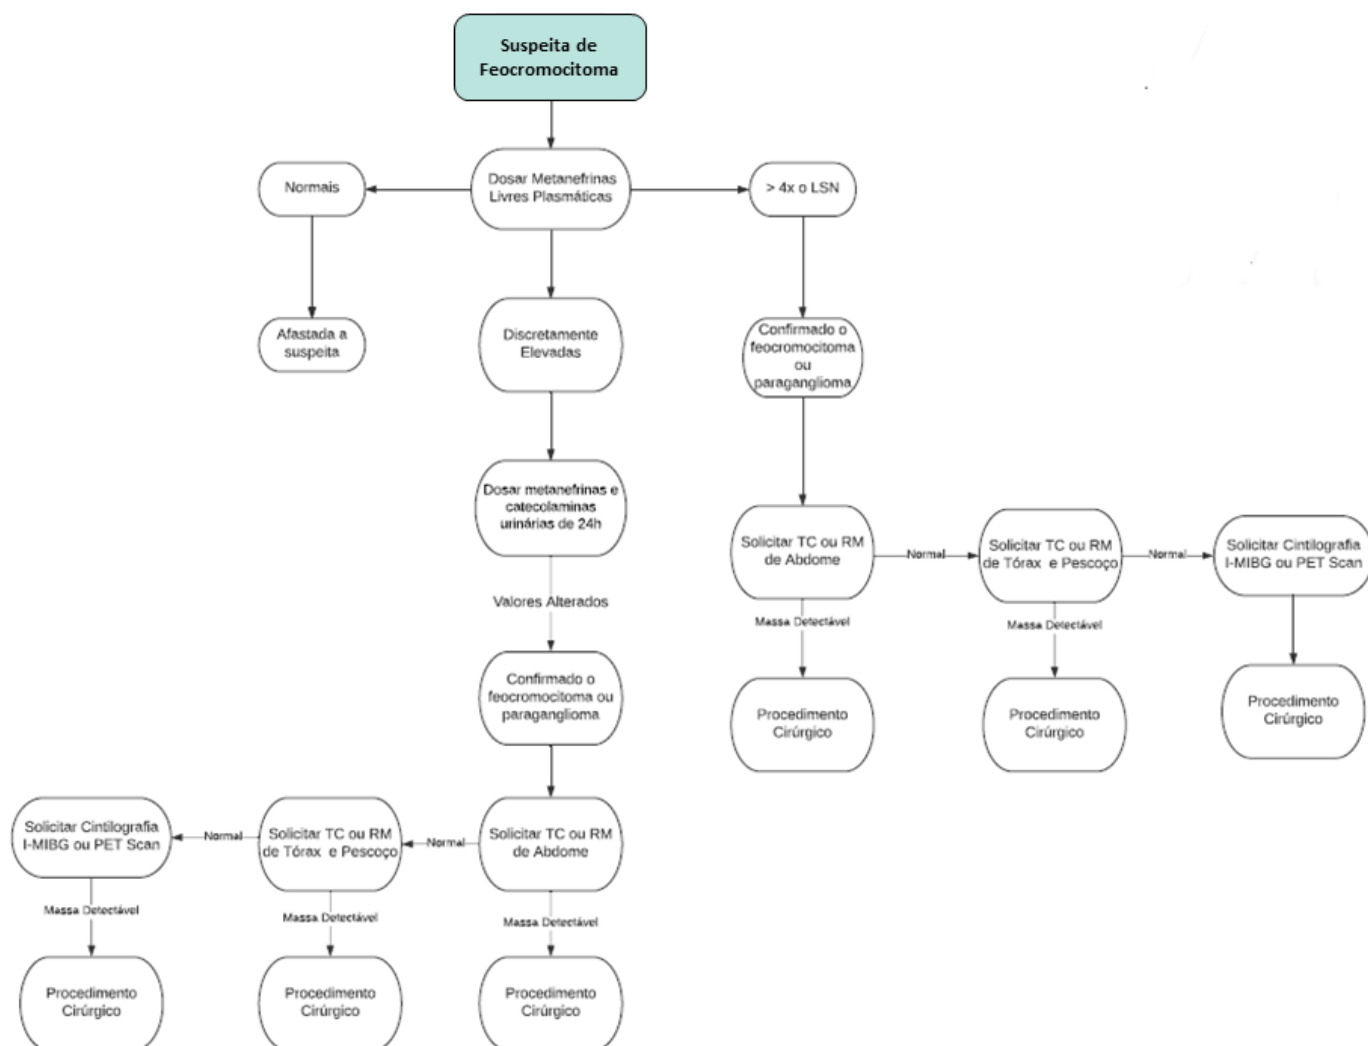 Suspeita de
Feocromocitoma
Normais
Dosar Metanefrinas
Livres Plasmáticas
> 4x o LSN
Afastada a
suspeita
Discretamente
Elevadas
Confirmado o
feocromocitoma
ou
paraganglioma
Dosar metanefrinas e
catecolaminas
urinárias de 24h
Solicitar TC ou RM
de Abdome
Normal
Solicitar TC ou RM
de Tórax e Pescoço
Normal
Solicitar Cintilografia
I-MIBG ou PET Scan
Valores Alterados
Massa Detectável
Massa Detectável
Confirmado o
feocromocitoma ou
paraganglioma
Procedimento
Cirúrgico
Procedimento
Cirúrgico
Procedimento
Cirúrgico
Solicitar Cintilografia
I-MIBG ou PET Scan
Normal
Solicitar TC ou RM
de Tórax e Pescoço
Normal
Solicitar TC ou RM
de Abdome
Massa Detectável
Massa Detectável
Massa Detectável
Procedimento
Cirúrgico
Procedimento
Cirúrgico
Procedimento
Cirúrgico